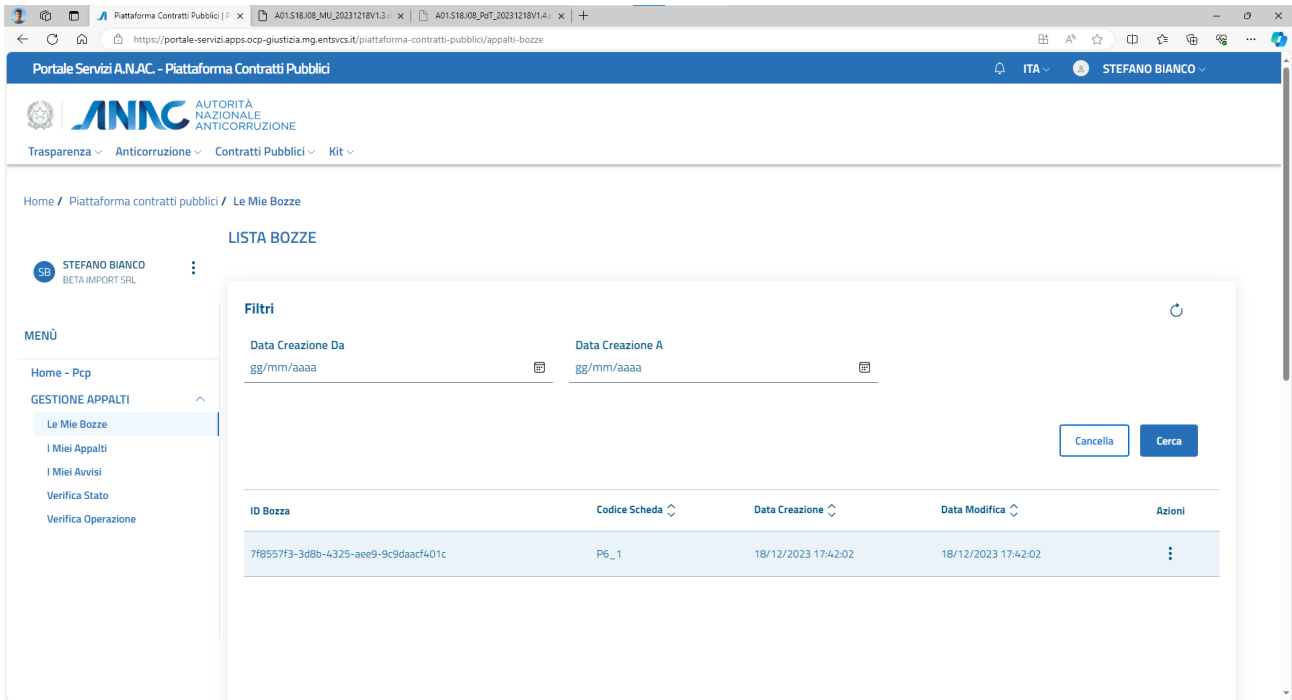 Piattaforma Contratti Pubblici | P
A01.S18.I08_MU_20231218V1.3.
A01.S18.I08_PdT_20231218V1.4.
https://portale-servizi.apps.ocp-giustizia.mg.entsvcs.it/piattaforma-contratti-pubblici/appalti-bozze
Portale Servizi A.N.AC. - Piattaforma Contratti Pubblici
ITA
STEFANO BIANCO
ANAC
AUTORITÀ
NAZIONALE
ANTICORRUZIONE
Trasparenza Anticorruzione Contratti Pubblici Kit
Home / Piattaforma contratti pubblici / Le Mie Bozze
LISTA BOZZE
SB
STEFANO BIANCO
BETA IMPORT SRL
MENÙ
Home - Pcp
GESTIONE APPALTI
Le Mie Bozze
I Miei Appalti
I Miei Avvisi
Verifica Stato
Verifica Operazione
Filtri
Data Creazione Da Data Creazione A
gg/mm/aaaa gg/mm/aaaa
Cancella Cerca
ID Bozza Codice Scheda Data Creazione Data Modifica Azioni
7f8557f3-3d8b-4325-aee9-9c9daacf401c P6_1 18/12/2023 17:42:02 18/12/2023 17:42:02